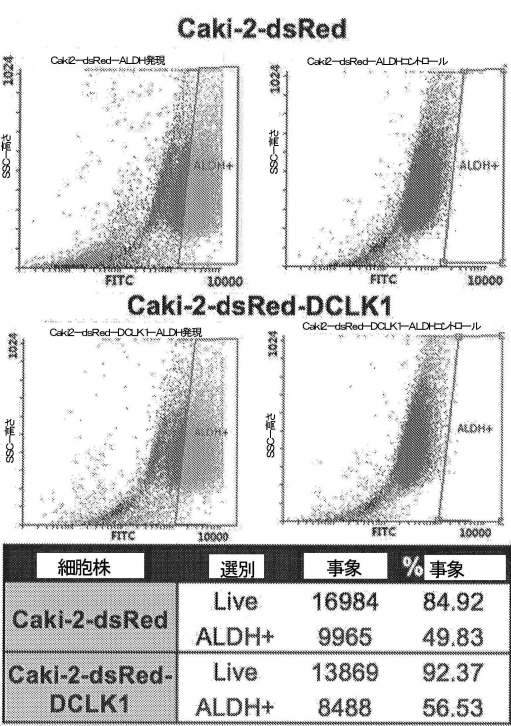 Caki-2-dsRed
Caki2-dsRed-ALDH発現
1024
SSC-高さ
ALDH+
FITC
10000
Caki2-dsRed-ALDHコントロール
1024
SSC-高さ
ALDH+
FITC
10000
Caki-2-dsRed-DCLK1
Caki2-dsRed-DCLK1-ALDH発現
1024
SSC-高さ
ALDH+
FITC
10000
Caki2-dsRed-DCLK1-ALDHコントロール
1024
SSC-高さ
ALDH+
FITC
10000
細胞株 選別 事象 % 事象
Caki-2-dsRed
Live 16984 84.92
ALDH+ 9965 49.83
Caki-2-dsRed-
DCLK1
Live 13869 92.37
ALDH+ 8488 56.53